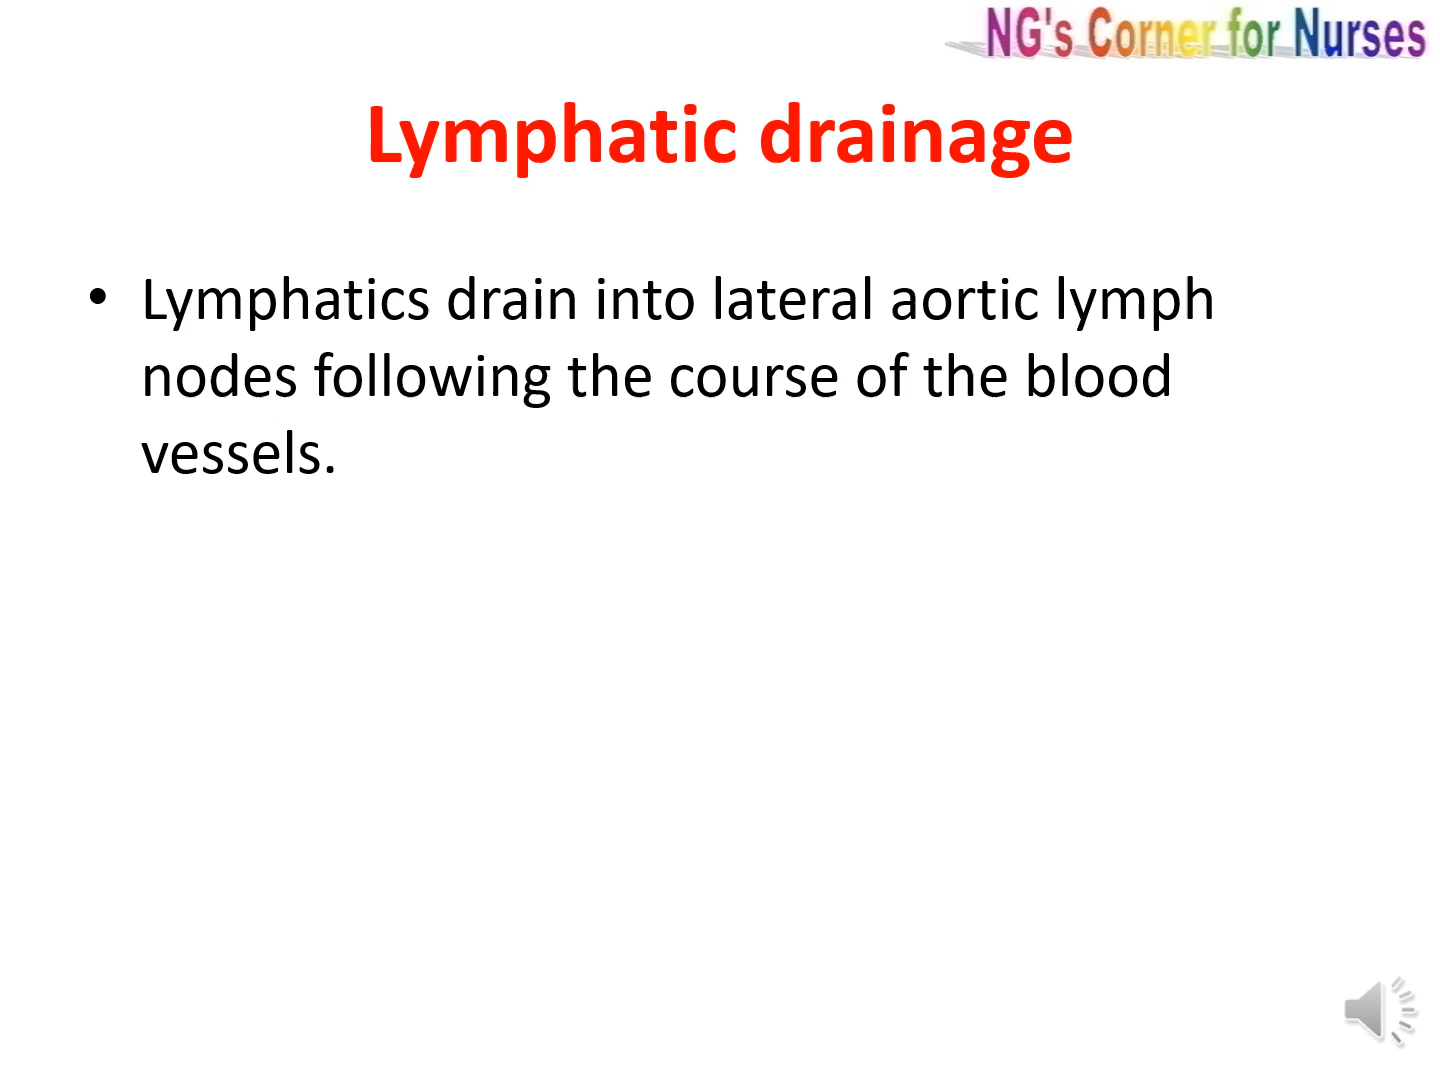 NG's Corner for Nurses
Lymphatic drainage
• Lymphatics drain into lateral aortic lymph
nodes following the course of the blood
vessels.